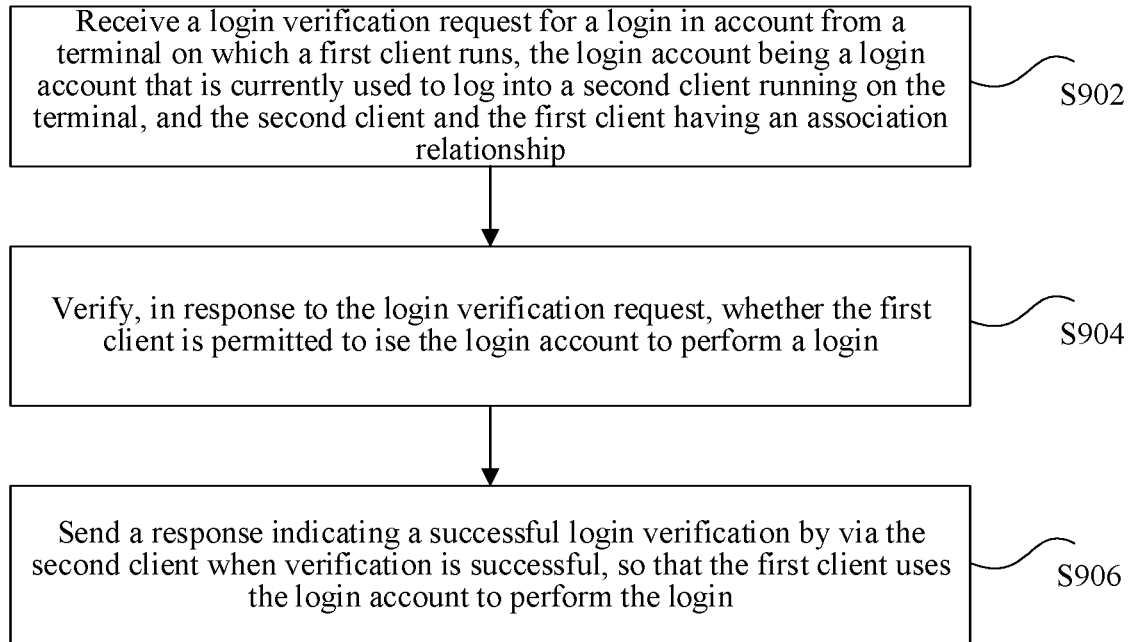 Receive a login verification request for a login in account from a
terminal on which a first client runs, the login account being a login
account that is currently used to log into a second client running on the
terminal, and the second client and the first client having an association
relationship
S902
Verify, in response to the login verification request, whether the first
client is permitted to ise the login account to perform a login
S904
Send a response indicating a successful login verification by via the
second client when verification is successful, so that the first client uses
the login account to perform the login
S906